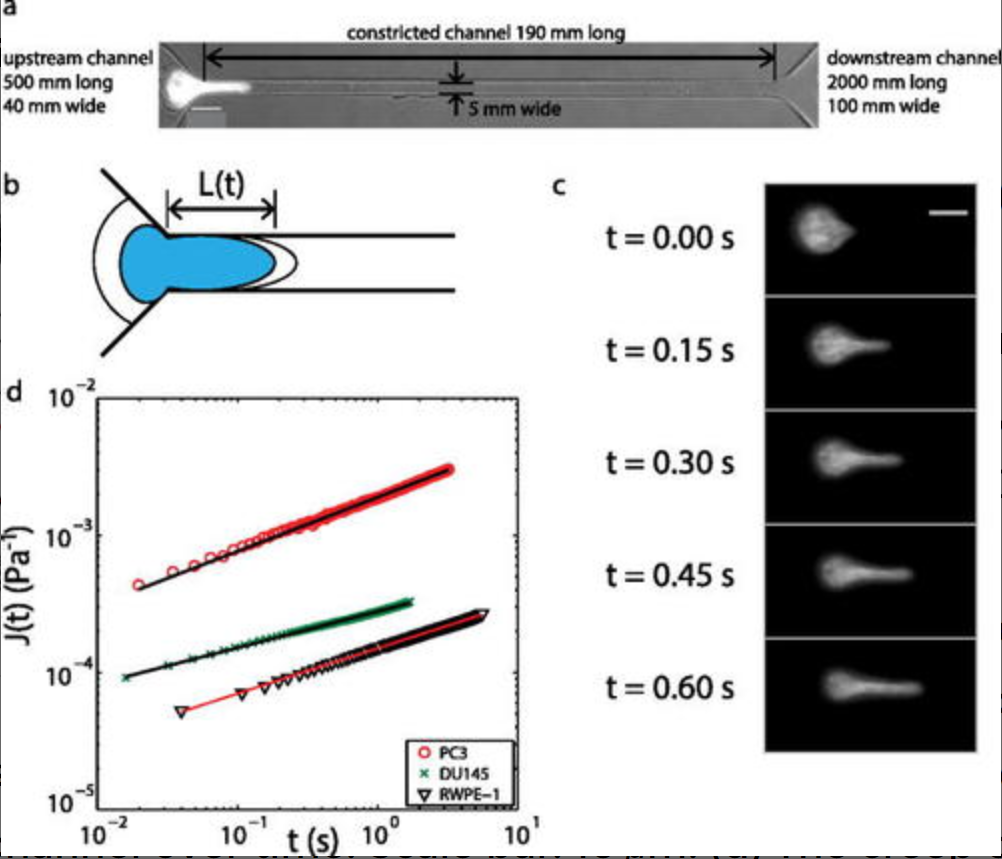 a
constricted channel 190 mm long
upstream channel
500 mm long
40 mm wide
5 mm wide
downstream channel
2000 mm long
100 mm wide
b
L(t)
c
t = 0.00 s
t = 0.15 s
t = 0.30 s
t = 0.45 s
t = 0.60 s
d
10⁻²
10⁻³
10⁻⁴
10⁻⁵
J(t) (Pa⁻¹)
PC3
DU145
RWPE-1
10⁻² 10⁻¹ 10⁰ 10¹
t (s)